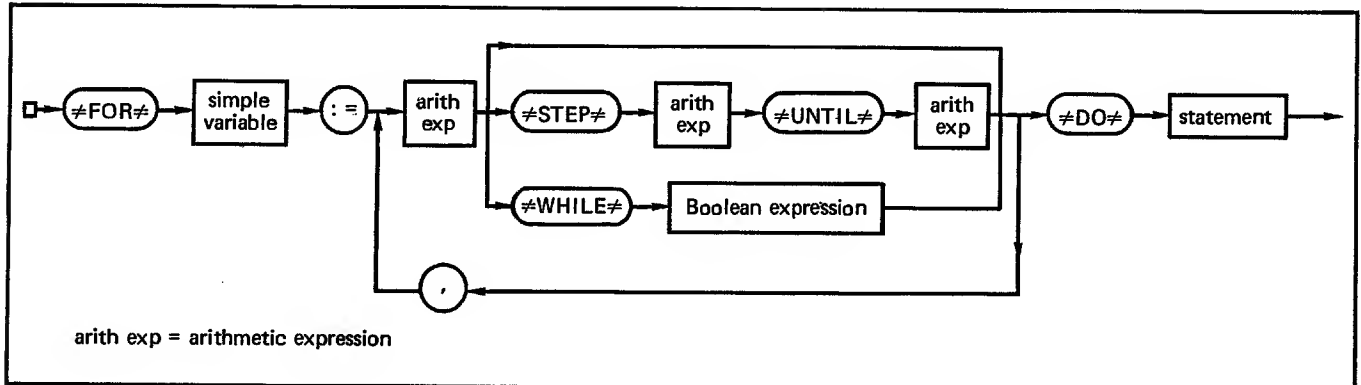 ≠FOR≠
simple
variable
:=
arith
exp
≠STEP≠
arith
exp
≠UNTIL≠
arith
exp
≠DO≠
statement
≠WHILE≠
Boolean expression
,
arith exp = arithmetic expression